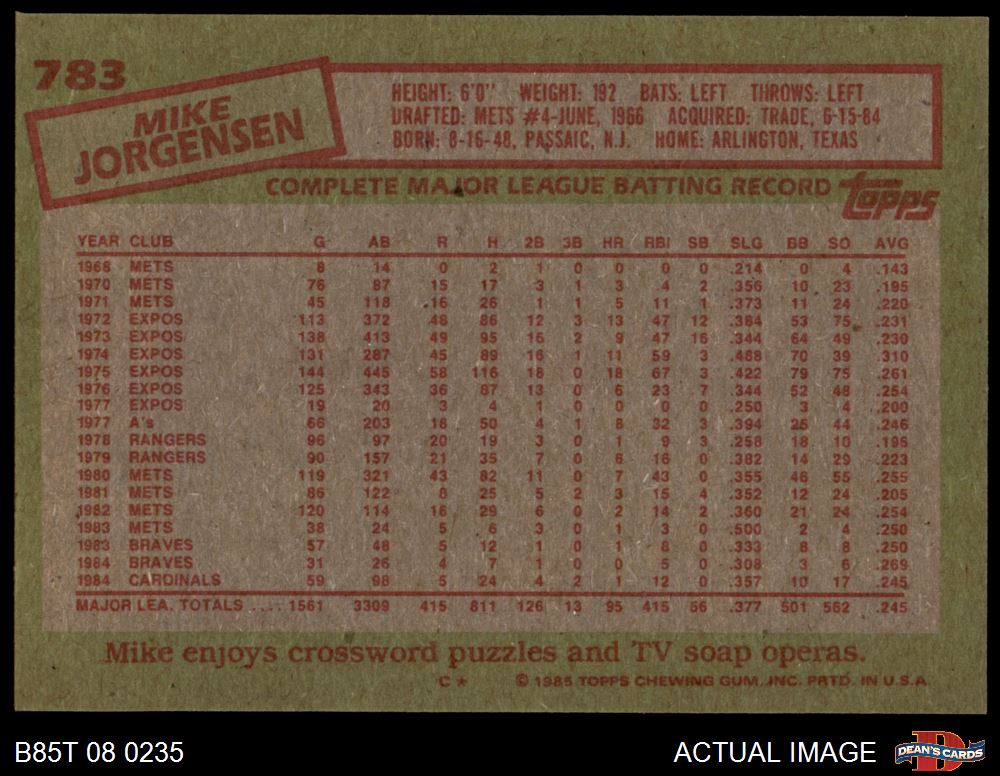 783
MIKE
JORGENSEN
HEIGHT: 6'0" WEIGHT: 192 BATS: LEFT THROWS: LEFT
DRAFTED: METS #4-JUNE, 1966 ACQUIRED: TRADE, 6-15-84
BORN: 8-16-48, PASSAIC, N.J. HOME: ARLINGTON, TEXAS
COMPLETE MAJOR LEAGUE BATTING RECORD topps
YEAR CLUB G AB R H 2B 3B HR RBI SB SLG BB SO AVG
1968 METS 8 14 0 2 1 0 0 0 0 .214 0 4 .143
1970 METS 76 87 15 17 3 1 3 4 2 .356 10 23 .195
1971 METS 45 118 16 26 1 1 5 11 1 .373 11 24 .220
1972 EXPOS 113 372 48 86 12 3 13 47 12 .384 53 75 .231
1973 EXPOS 138 413 49 95 16 2 9 47 16 .344 64 49 .230
1974 EXPOS 131 287 45 89 16 1 11 59 3 .488 70 39 .310
1975 EXPOS 144 445 58 116 18 0 18 67 3 .422 79 75 .261
1976 EXPOS 125 343 36 87 13 0 6 23 7 .344 52 48 .254
1977 EXPOS 19 20 3 4 1 0 0 0 0 .250 3 4 .200
1977 A's 66 203 18 50 4 1 8 32 3 .394 25 44 .246
1978 RANGERS 96 97 20 19 3 0 1 9 3 .258 18 10 .196
1979 RANGERS 90 157 21 35 7 0 6 16 0 .382 14 29 .223
1980 METS 119 321 43 82 11 0 7 43 0 .355 46 55 .255
1981 METS 86 122 8 25 5 2 3 15 4 .352 12 24 .205
1982 METS 120 114 16 29 6 0 2 14 2 .360 21 24 .254
1983 METS 38 24 5 6 3 0 1 3 0 .500 2 4 .250
1983 BRAVES 57 48 5 12 1 0 1 8 0 .333 8 8 .250
1984 BRAVES 31 26 4 7 1 0 0 5 0 .308 3 6 .269
1984 CARDINALS 59 98 5 24 4 2 1 12 0 .357 10 17 .245
MAJOR LEA. TOTALS .... 1561 3309 415 811 126 13 95 415 56 .377 501 562 .245
Mike enjoys crossword puzzles and TV soap operas.
C* © 1985 TOPPS CHEWING GUM, INC. PRTD. IN U.S.A.
B85T 08 0235 ACTUAL IMAGE DEAN'S CARDS